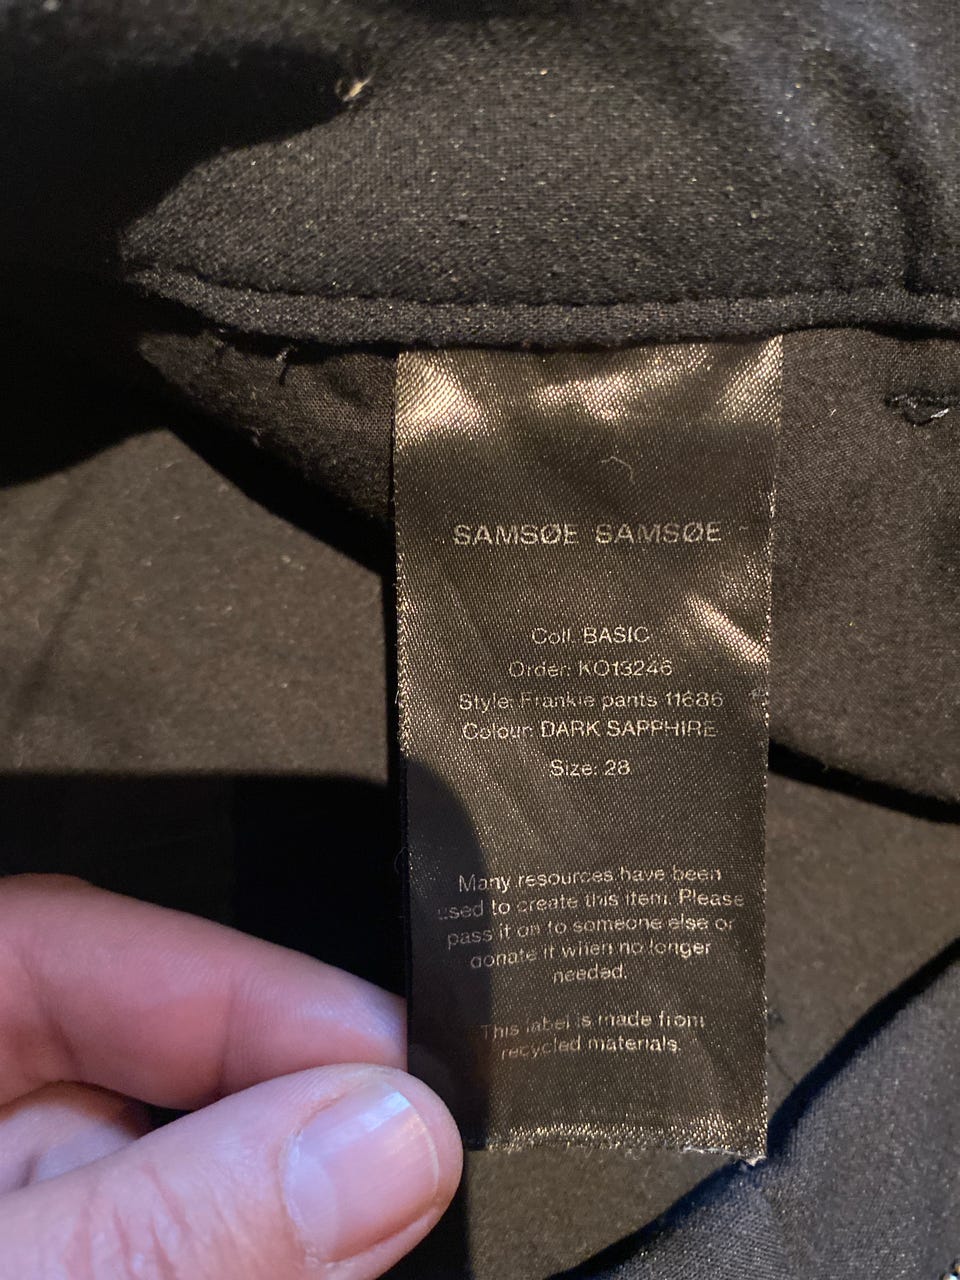 SAMSØE SAMSØE
Coll. BASIC
Order: KO13246
Style: Frankie pants 11686
Colour: DARK SAPPHIRE
Size: 28
Many resources have been
used to create this item. Please
pass it on to someone else or
donate it when no longer
needed.
This label is made from
recycled materials.